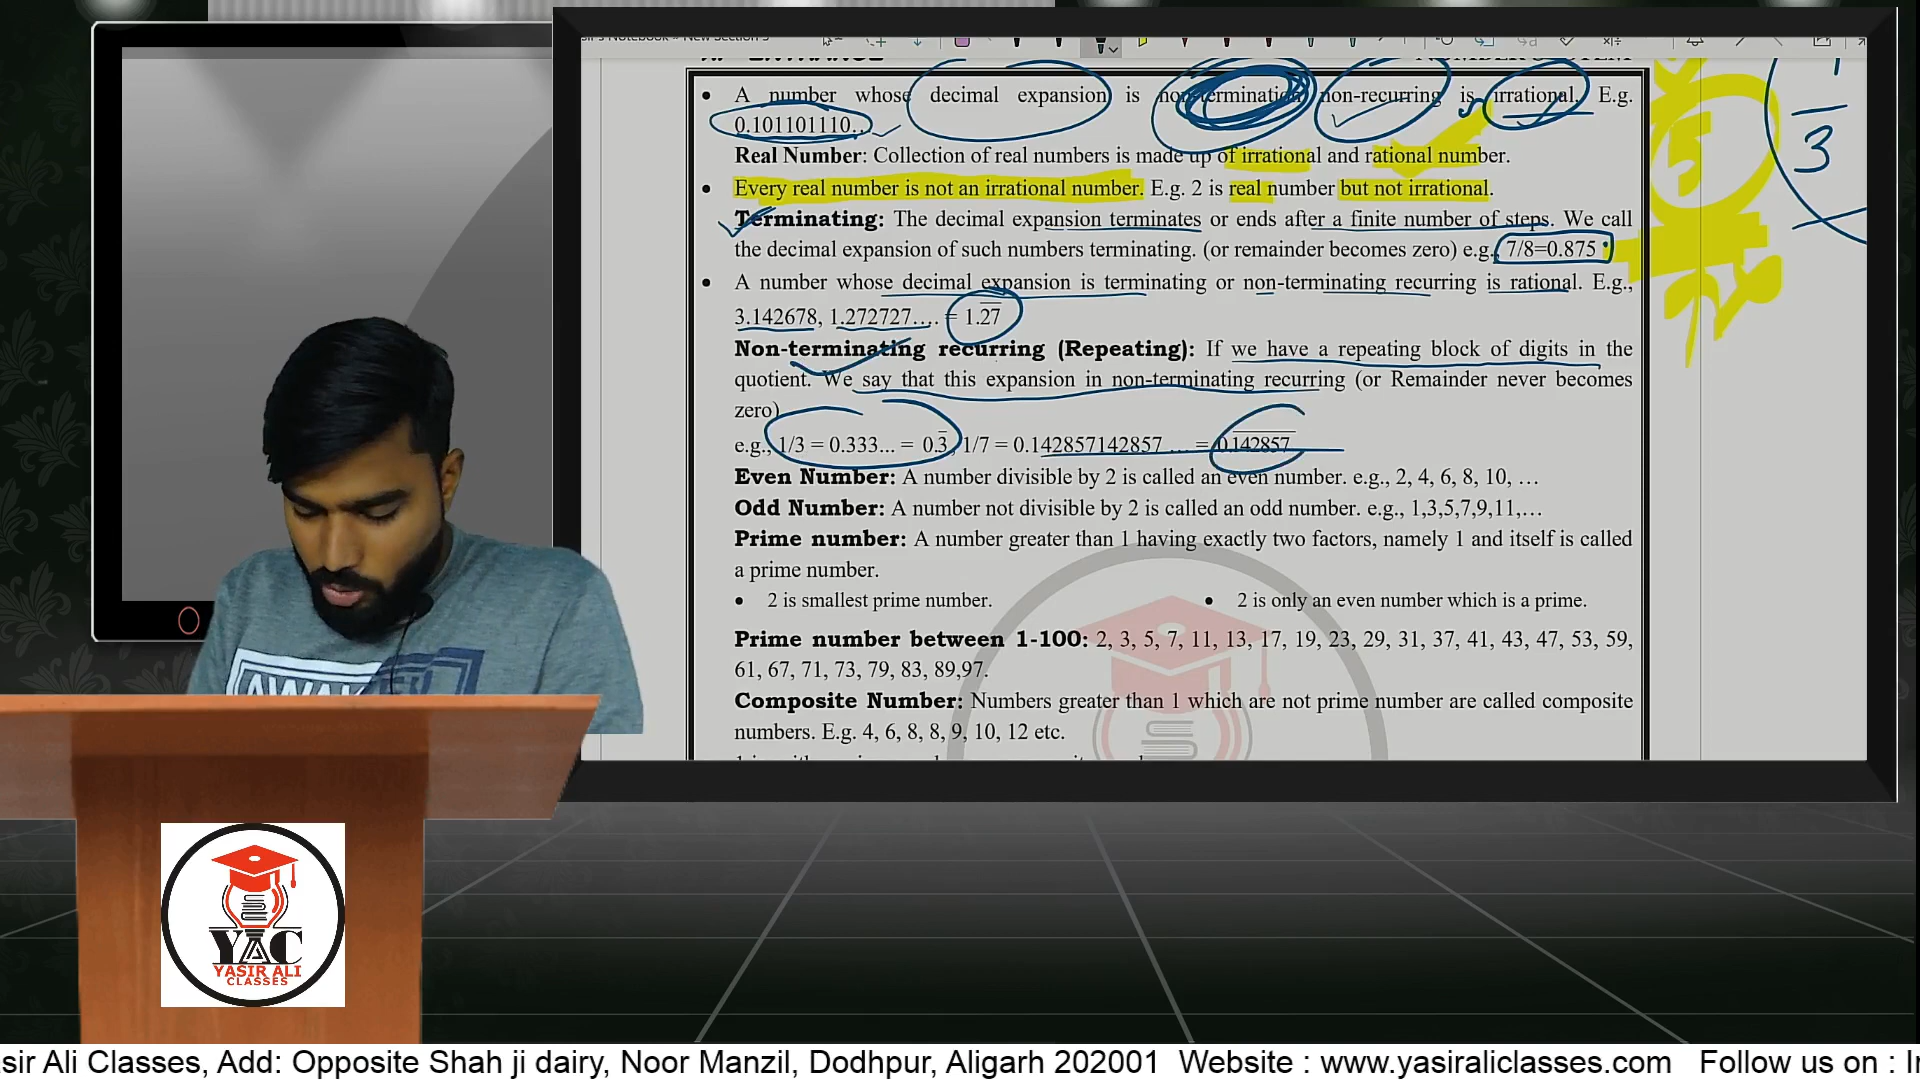 • A number whose decimal expansion is non-termination non-recurring is irrational. E.g.
0.101101110..
Real Number: Collection of real numbers is made up of irrational and rational number.
• Every real number is not an irrational number. E.g. 2 is real number but not irrational.
Terminating: The decimal expansion terminates or ends after a finite number of steps. We call
the decimal expansion of such numbers terminating. (or remainder becomes zero) e.g., 7/8=0.875
• A number whose decimal expansion is terminating or non-terminating recurring is rational. E.g.,
3.142678, 1.272727.... = 1.2̅7̅
Non-terminating recurring (Repeating): If we have a repeating block of digits in the
quotient. We say that this expansion in non-terminating recurring (or Remainder never becomes
zero)
e.g., 1/3 = 0.333... = 0.3̅, 1/7 = 0.142857142857 ... = 0.1̅4̅2̅8̅5̅7̅
Even Number: A number divisible by 2 is called an even number. e.g., 2, 4, 6, 8, 10, …
Odd Number: A number not divisible by 2 is called an odd number. e.g., 1,3,5,7,9,11,…
Prime number: A number greater than 1 having exactly two factors, namely 1 and itself is called
a prime number.
• 2 is smallest prime number. • 2 is only an even number which is a prime.
Prime number between 1-100: 2, 3, 5, 7, 11, 13, 17, 19, 23, 29, 31, 37, 41, 43, 47, 53, 59,
61, 67, 71, 73, 79, 83, 89,97.
Composite Number: Numbers greater than 1 which are not prime number are called composite
numbers. E.g. 4, 6, 8, 8, 9, 10, 12 etc.
1
3
YAC
YASIR ALI
CLASSES
sir Ali Classes, Add: Opposite Shah ji dairy, Noor Manzil, Dodhpur, Aligarh 202001 Website : www.yasiraliclasses.com Follow us on : In